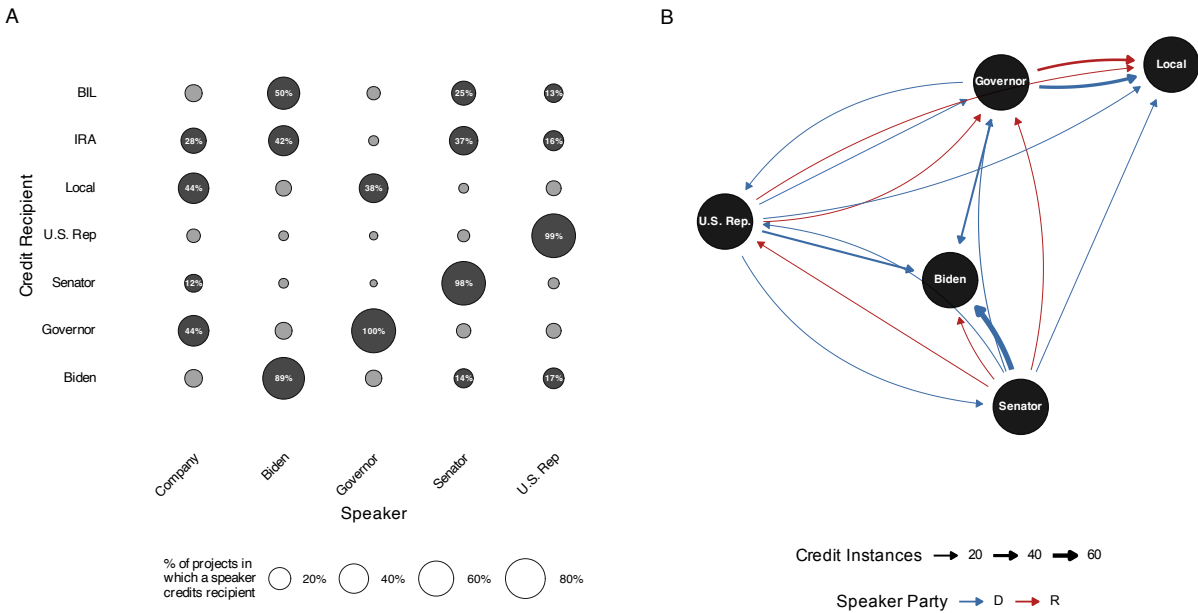 A
BIL
50%
25%
13%
IRA
28%
42%
37%
16%
Local
44%
38%
U.S. Rep
99%
Senator
12%
98%
Governor
44%
100%
Biden
89%
14%
17%
Credit Recipient
Company
Biden
Governor
Senator
U.S. Rep
Speaker
% of projects in
which a speaker
credits recipient
20%
40%
60%
80%
B
Local
Governor
U.S. Rep.
Biden
Senator
Credit Instances
20
40
60
Speaker Party
D
R